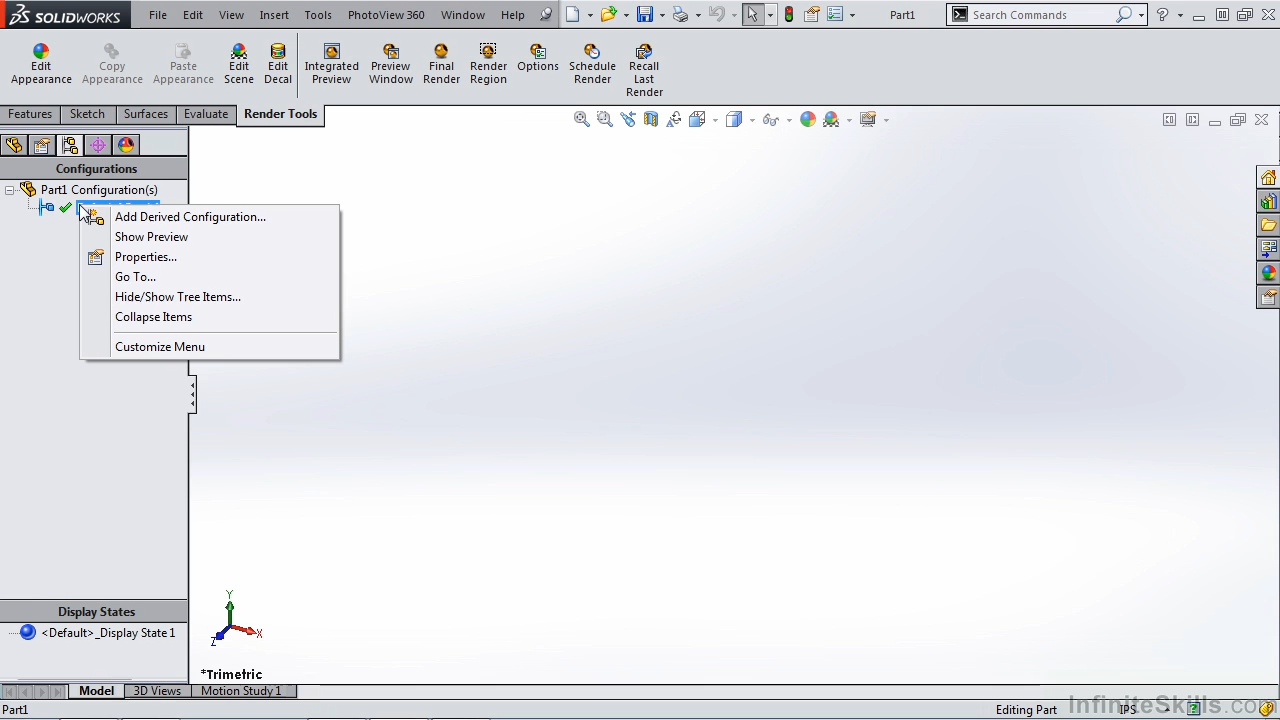 SOLIDWORKS File Edit View Insert Tools PhotoView 360 Window Help Part1 Search Commands
Edit Appearance
Copy Appearance
Paste Appearance
Edit Scene
Edit Decal
Integrated Preview
Preview Window
Final Render
Render Region
Options
Schedule Render
Recall Last Render
Features Sketch Surfaces Evaluate Render Tools
Configurations
Part1 Configuration(s)
Add Derived Configuration...
Show Preview
Properties...
Go To...
Hide/Show Tree Items...
Collapse Items
Customize Menu
Display States
<Default>_Display State 1
Y
X
Z
*Trimetric
Model 3D Views Motion Study 1
Part1 Editing Part IPS
InfiniteSkills.com